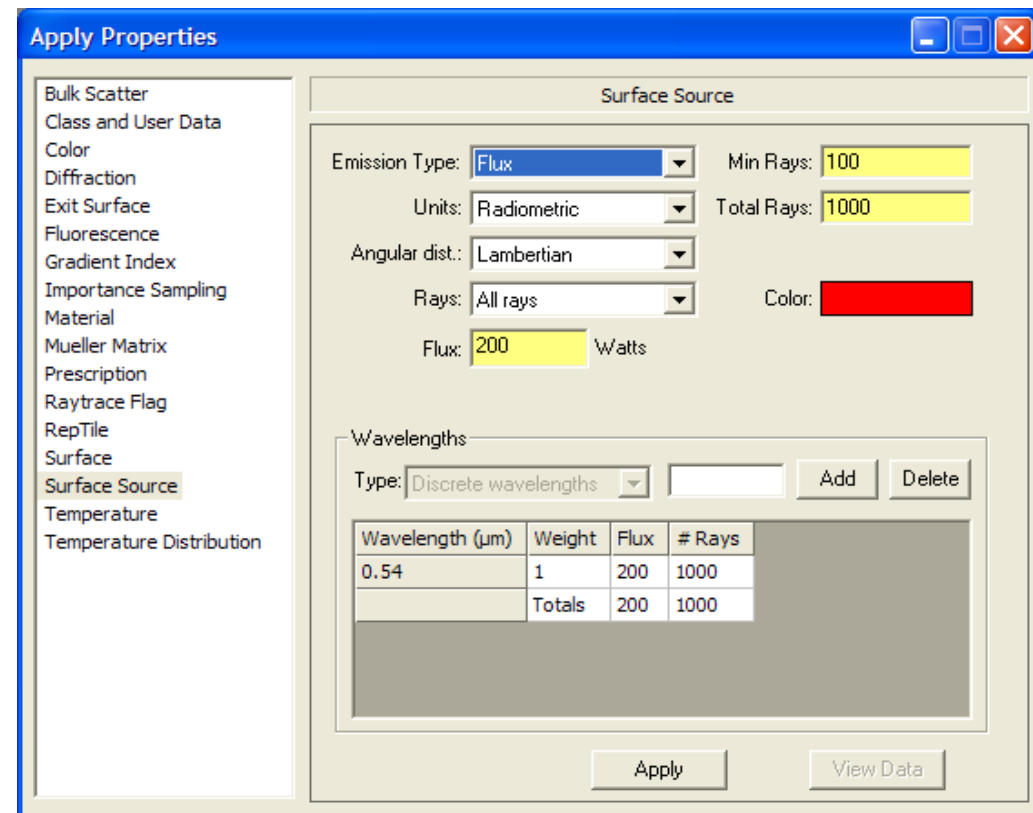 Apply Properties
Bulk Scatter
Class and User Data
Color
Diffraction
Exit Surface
Fluorescence
Gradient Index
Importance Sampling
Material
Mueller Matrix
Prescription
Raytrace Flag
RepTile
Surface
Surface Source
Temperature
Temperature Distribution
Surface Source
Emission Type: Flux Min Rays: 100
Units: Radiometric Total Rays: 1000
Angular dist.: Lambertian
Rays: All rays Color:
Flux: 200 Watts
Wavelengths
Type: Discrete wavelengths Add Delete
Wavelength (µm) Weight Flux # Rays
0.54 1 200 1000
Totals 200 1000
Apply View Data